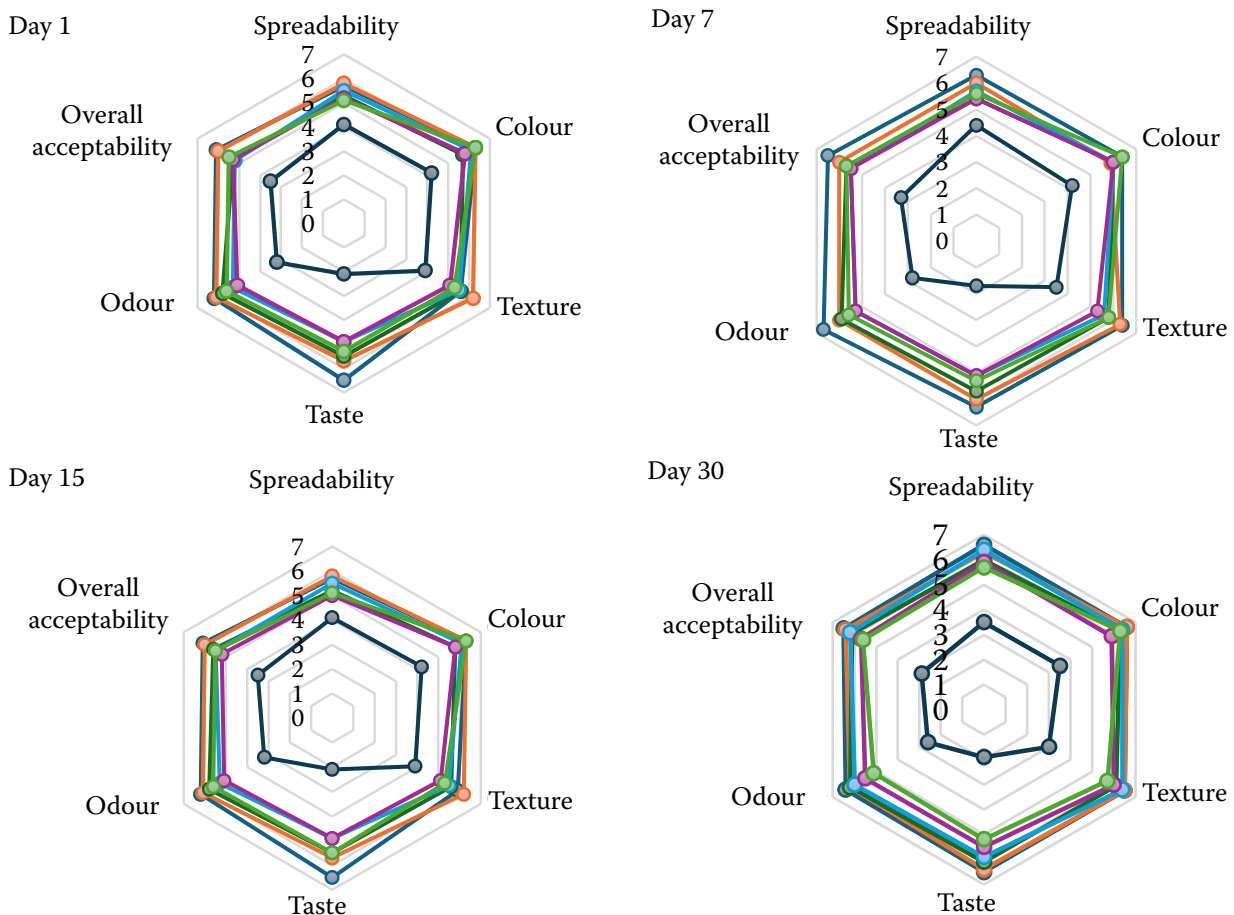 Day 1
Spreadability
7
6
5
4
3
2
1
0
Colour
Texture
Taste
Odour
Overall
acceptability
Day 7
Spreadability
7
6
5
4
3
2
1
0
Colour
Texture
Taste
Odour
Overall
acceptability
Day 15
Spreadability
7
6
5
4
3
2
1
0
Colour
Texture
Taste
Odour
Overall
acceptability
Day 30
Spreadability
7
6
5
4
3
2
1
0
Colour
Texture
Taste
Odour
Overall
acceptability